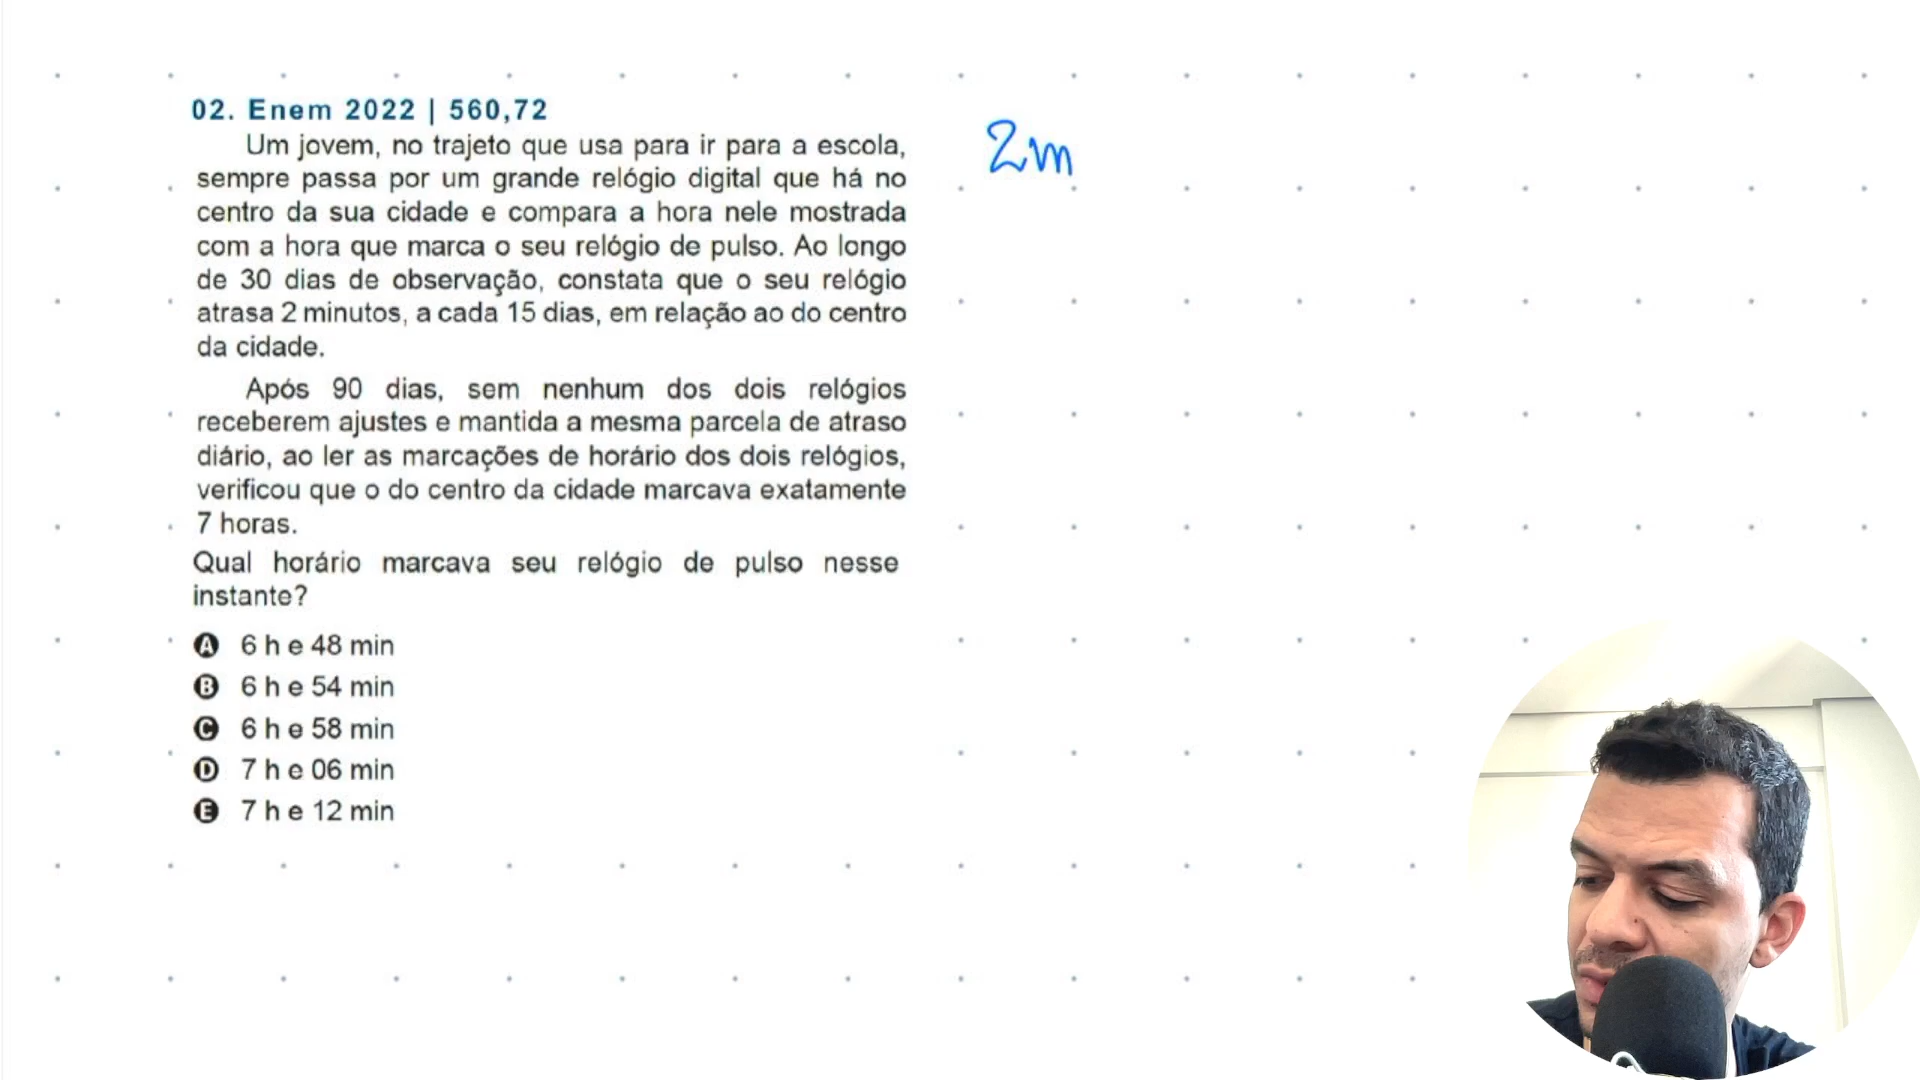 02. Enem 2022 | 560,72
Um jovem, no trajeto que usa para ir para a escola,
sempre passa por um grande relógio digital que há no
centro da sua cidade e compara a hora nele mostrada
com a hora que marca o seu relógio de pulso. Ao longo
de 30 dias de observação, constata que o seu relógio
atrasa 2 minutos, a cada 15 dias, em relação ao do centro
da cidade.
Após 90 dias, sem nenhum dos dois relógios
receberem ajustes e mantida a mesma parcela de atraso
diário, ao ler as marcações de horário dos dois relógios,
verificou que o do centro da cidade marcava exatamente
7 horas.
Qual horário marcava seu relógio de pulso nesse
instante?
A 6 h e 48 min
B 6 h e 54 min
C 6 h e 58 min
D 7 h e 06 min
E 7 h e 12 min
2m